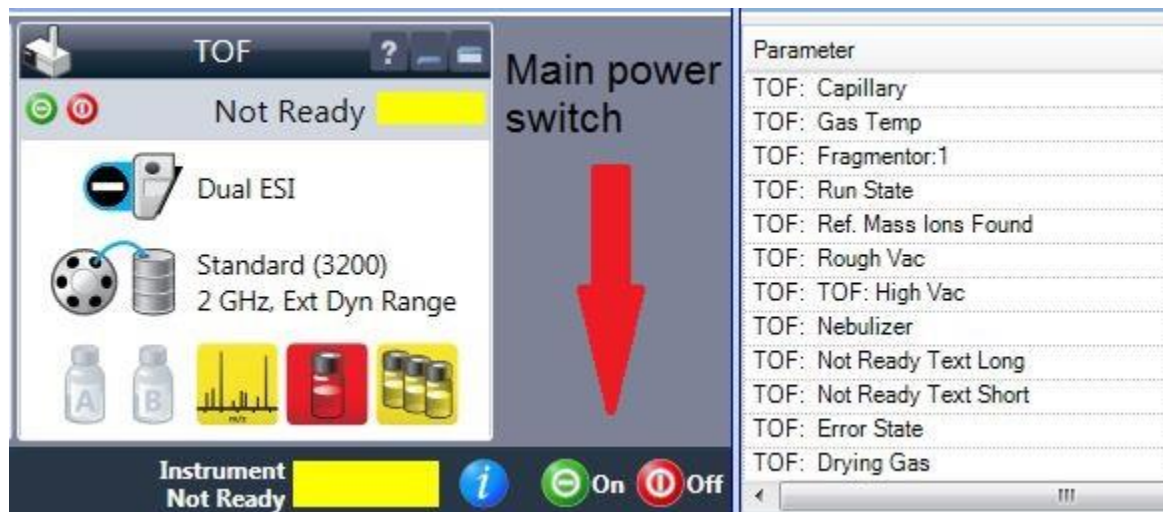 TOF ?
Not Ready
Dual ESI
Standard (3200)
2 GHz, Ext Dyn Range
A B m/z
Instrument
Not Ready
i On Off
Main power
switch
Parameter
TOF: Capillary
TOF: Gas Temp
TOF: Fragmentor:1
TOF: Run State
TOF: Ref. Mass Ions Found
TOF: Rough Vac
TOF: TOF: High Vac
TOF: Nebulizer
TOF: Not Ready Text Long
TOF: Not Ready Text Short
TOF: Error State
TOF: Drying Gas